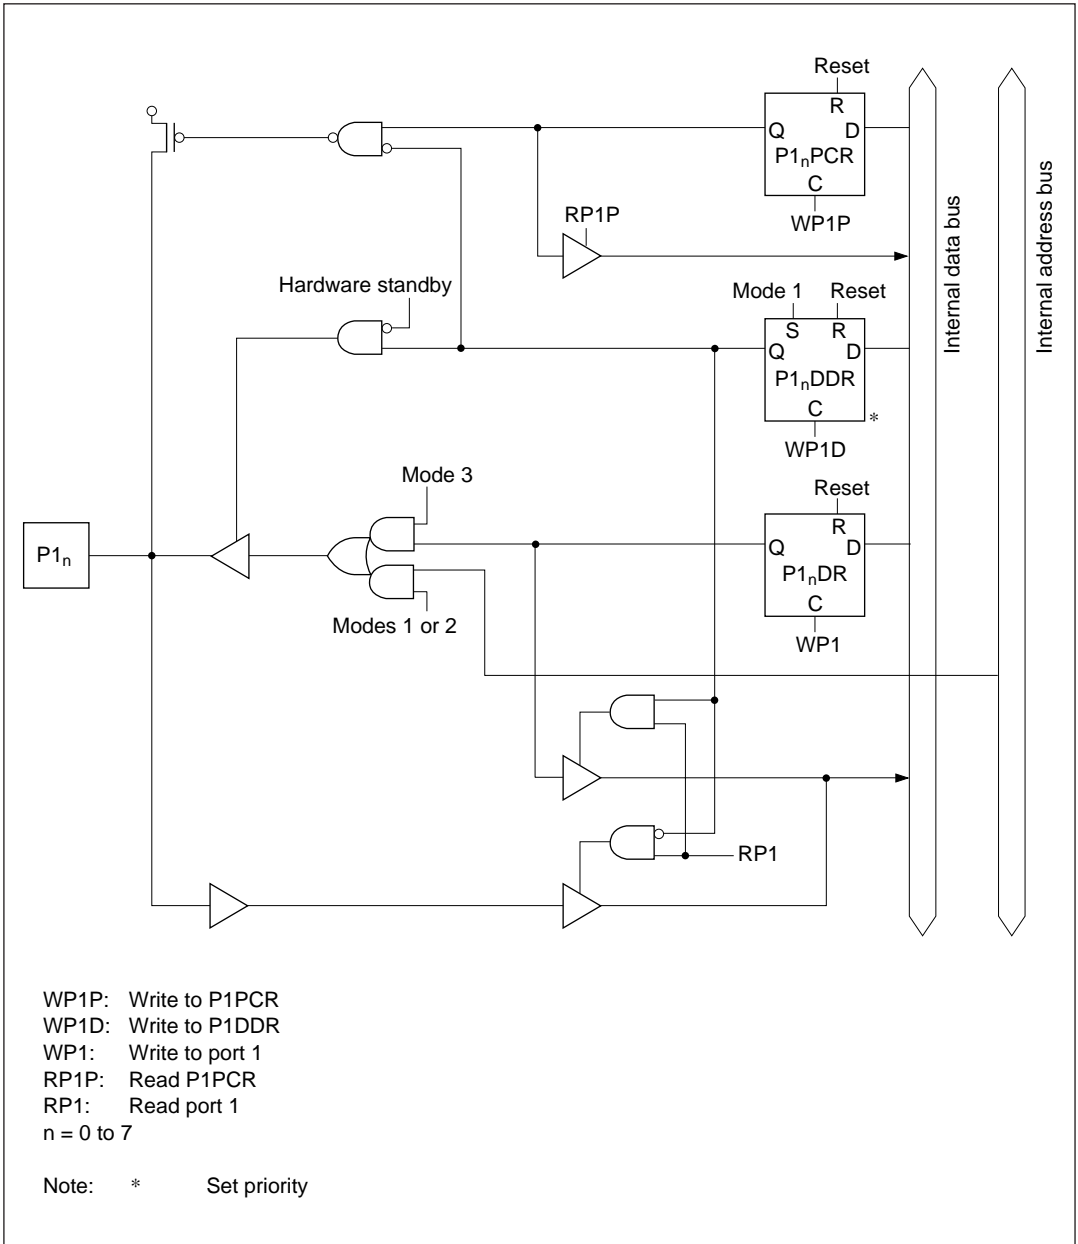 Reset
R
Q D
P1nPCR
C
WP1P
RP1P
Internal data bus
Internal address bus
Hardware standby
Mode 1 Reset
S R
Q D
P1nDDR
C
*
WP1D
Mode 3
Reset
R
Q D
P1nDR
C
WP1
P1n
Modes 1 or 2
RP1
WP1P: Write to P1PCR
WP1D: Write to P1DDR
WP1: Write to port 1
RP1P: Read P1PCR
RP1: Read port 1
n = 0 to 7
Note: * Set priority